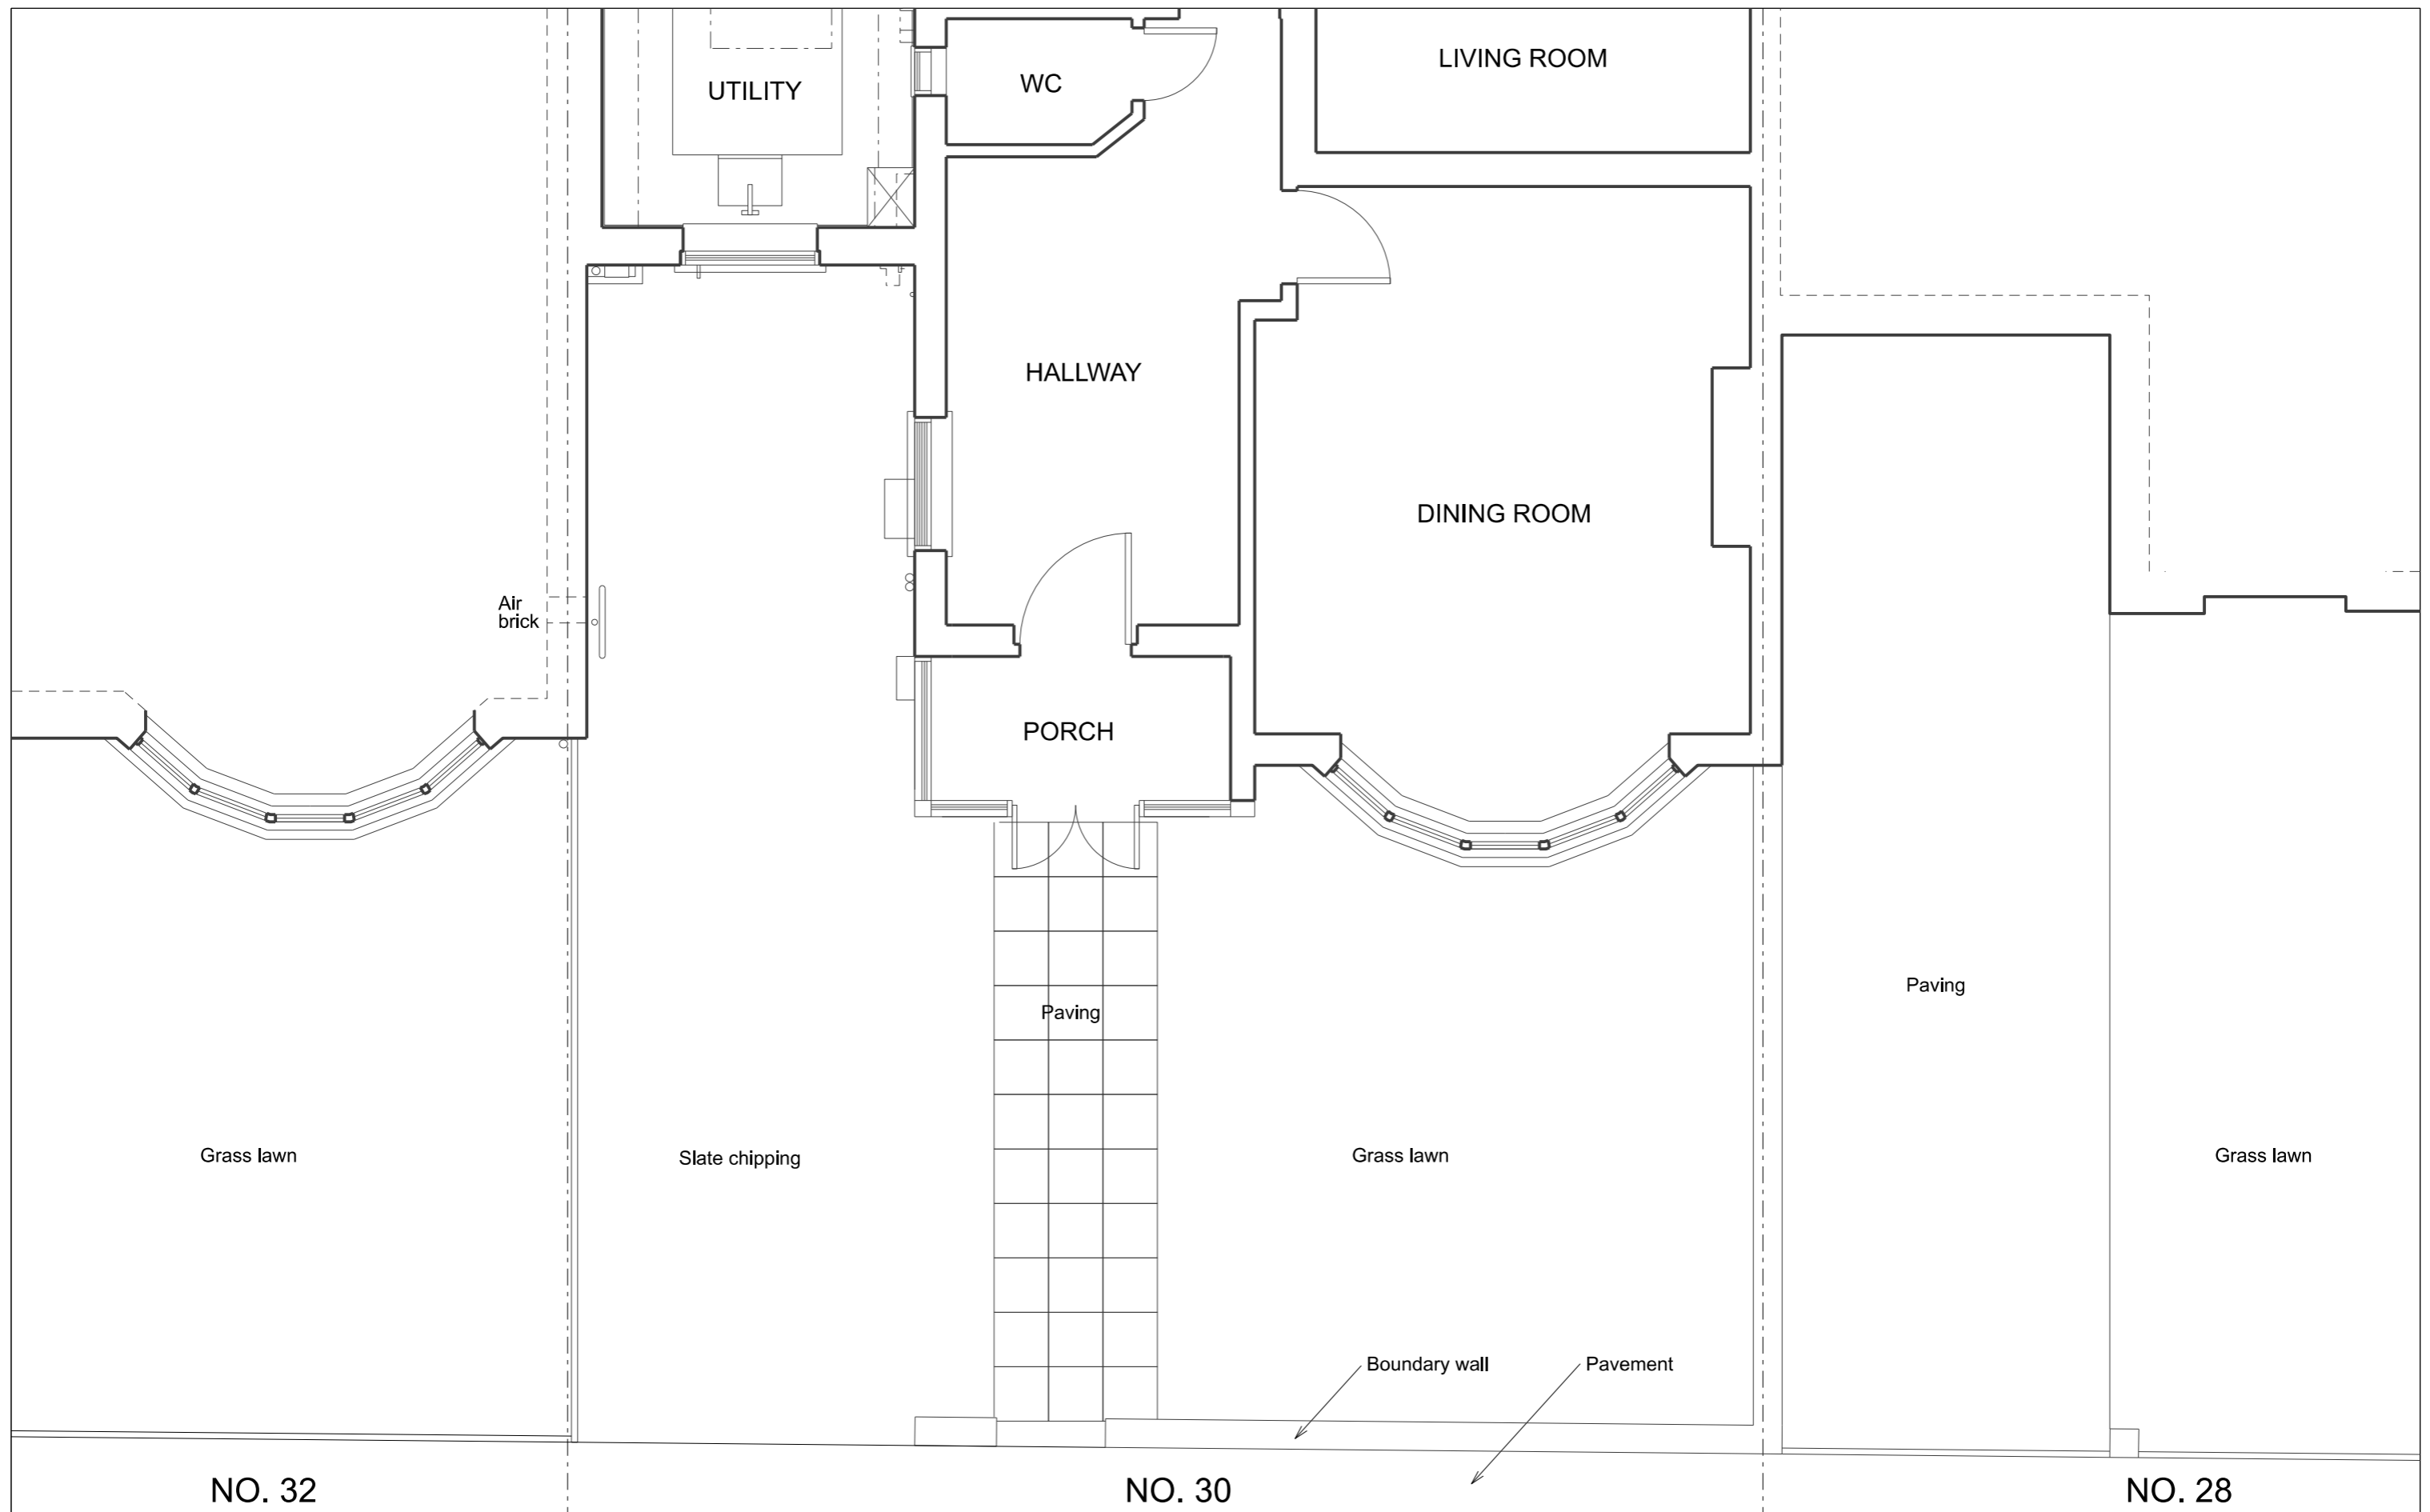 LIVING ROOM
UTILITY
WC
HALLWAY
DINING ROOM
Air
brick
PORCH
Paving
Paving
Grass lawn
Slate chipping
Grass lawn
Grass lawn
Boundary wall
Pavement
NO. 32
NO. 30
NO. 28